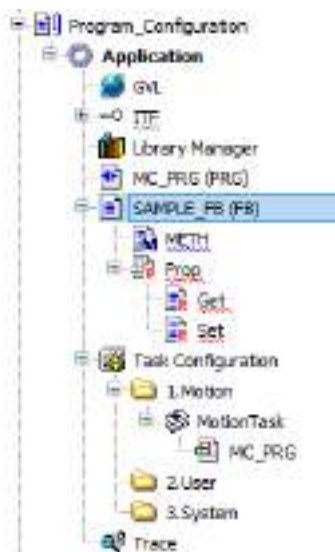 Program_Configuration
Application
GVL
ITF
Library Manager
MC_PRG (PRG)
SAMPLE_FB (FB)
METH
Prop
Get
Set
Task Configuration
1.Motion
MotionTask
MC_PRG
2.User
3.System
Trace